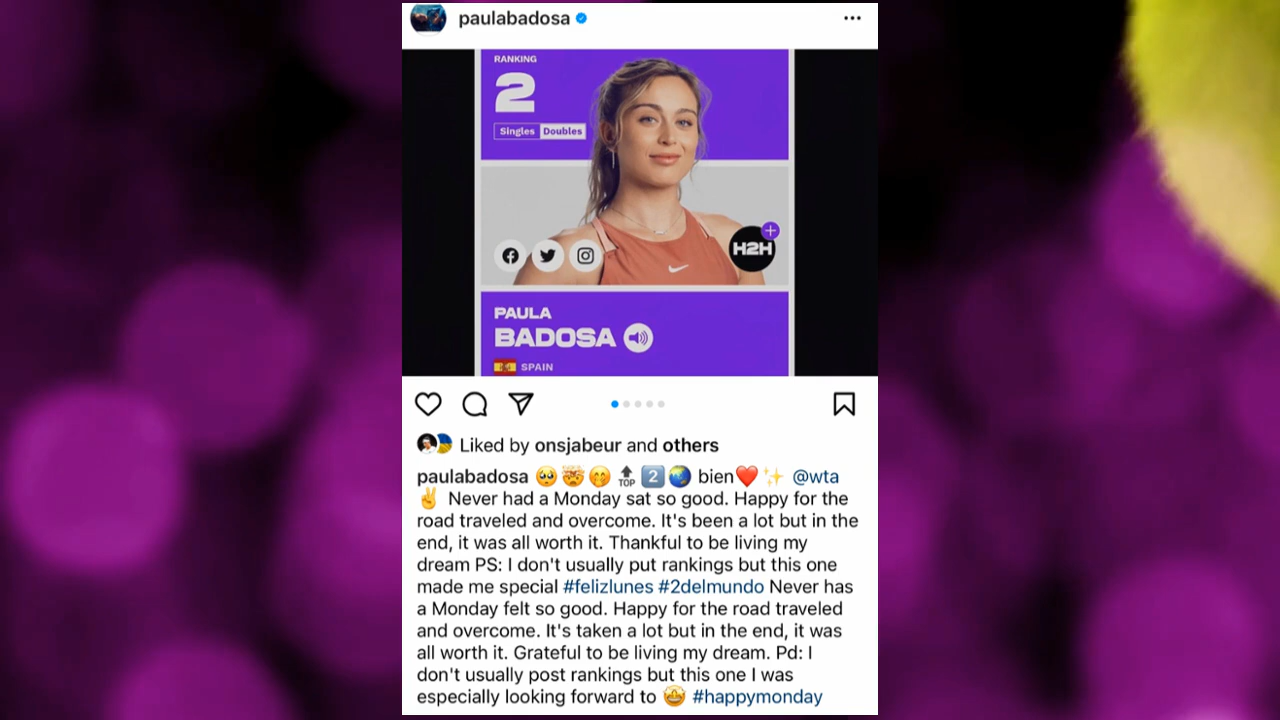 paulabadosa
RANKING
2
Singles Doubles
H2H
PAULA
BADOSA
SPAIN
Liked by onsjabeur and others
paulabadosa 🥺🤯🤭🔝2️⃣🌏 bien❤️✨ @wta
✌️ Never had a Monday sat so good. Happy for the
road traveled and overcome. It's been a lot but in the
end, it was all worth it. Thankful to be living my
dream PS: I don't usually put rankings but this one
made me special #felizlunes #2delmundo Never has
a Monday felt so good. Happy for the road traveled
and overcome. It's taken a lot but in the end, it was
all worth it. Grateful to be living my dream. Pd: I
don't usually post rankings but this one I was
especially looking forward to 🤩 #happymonday